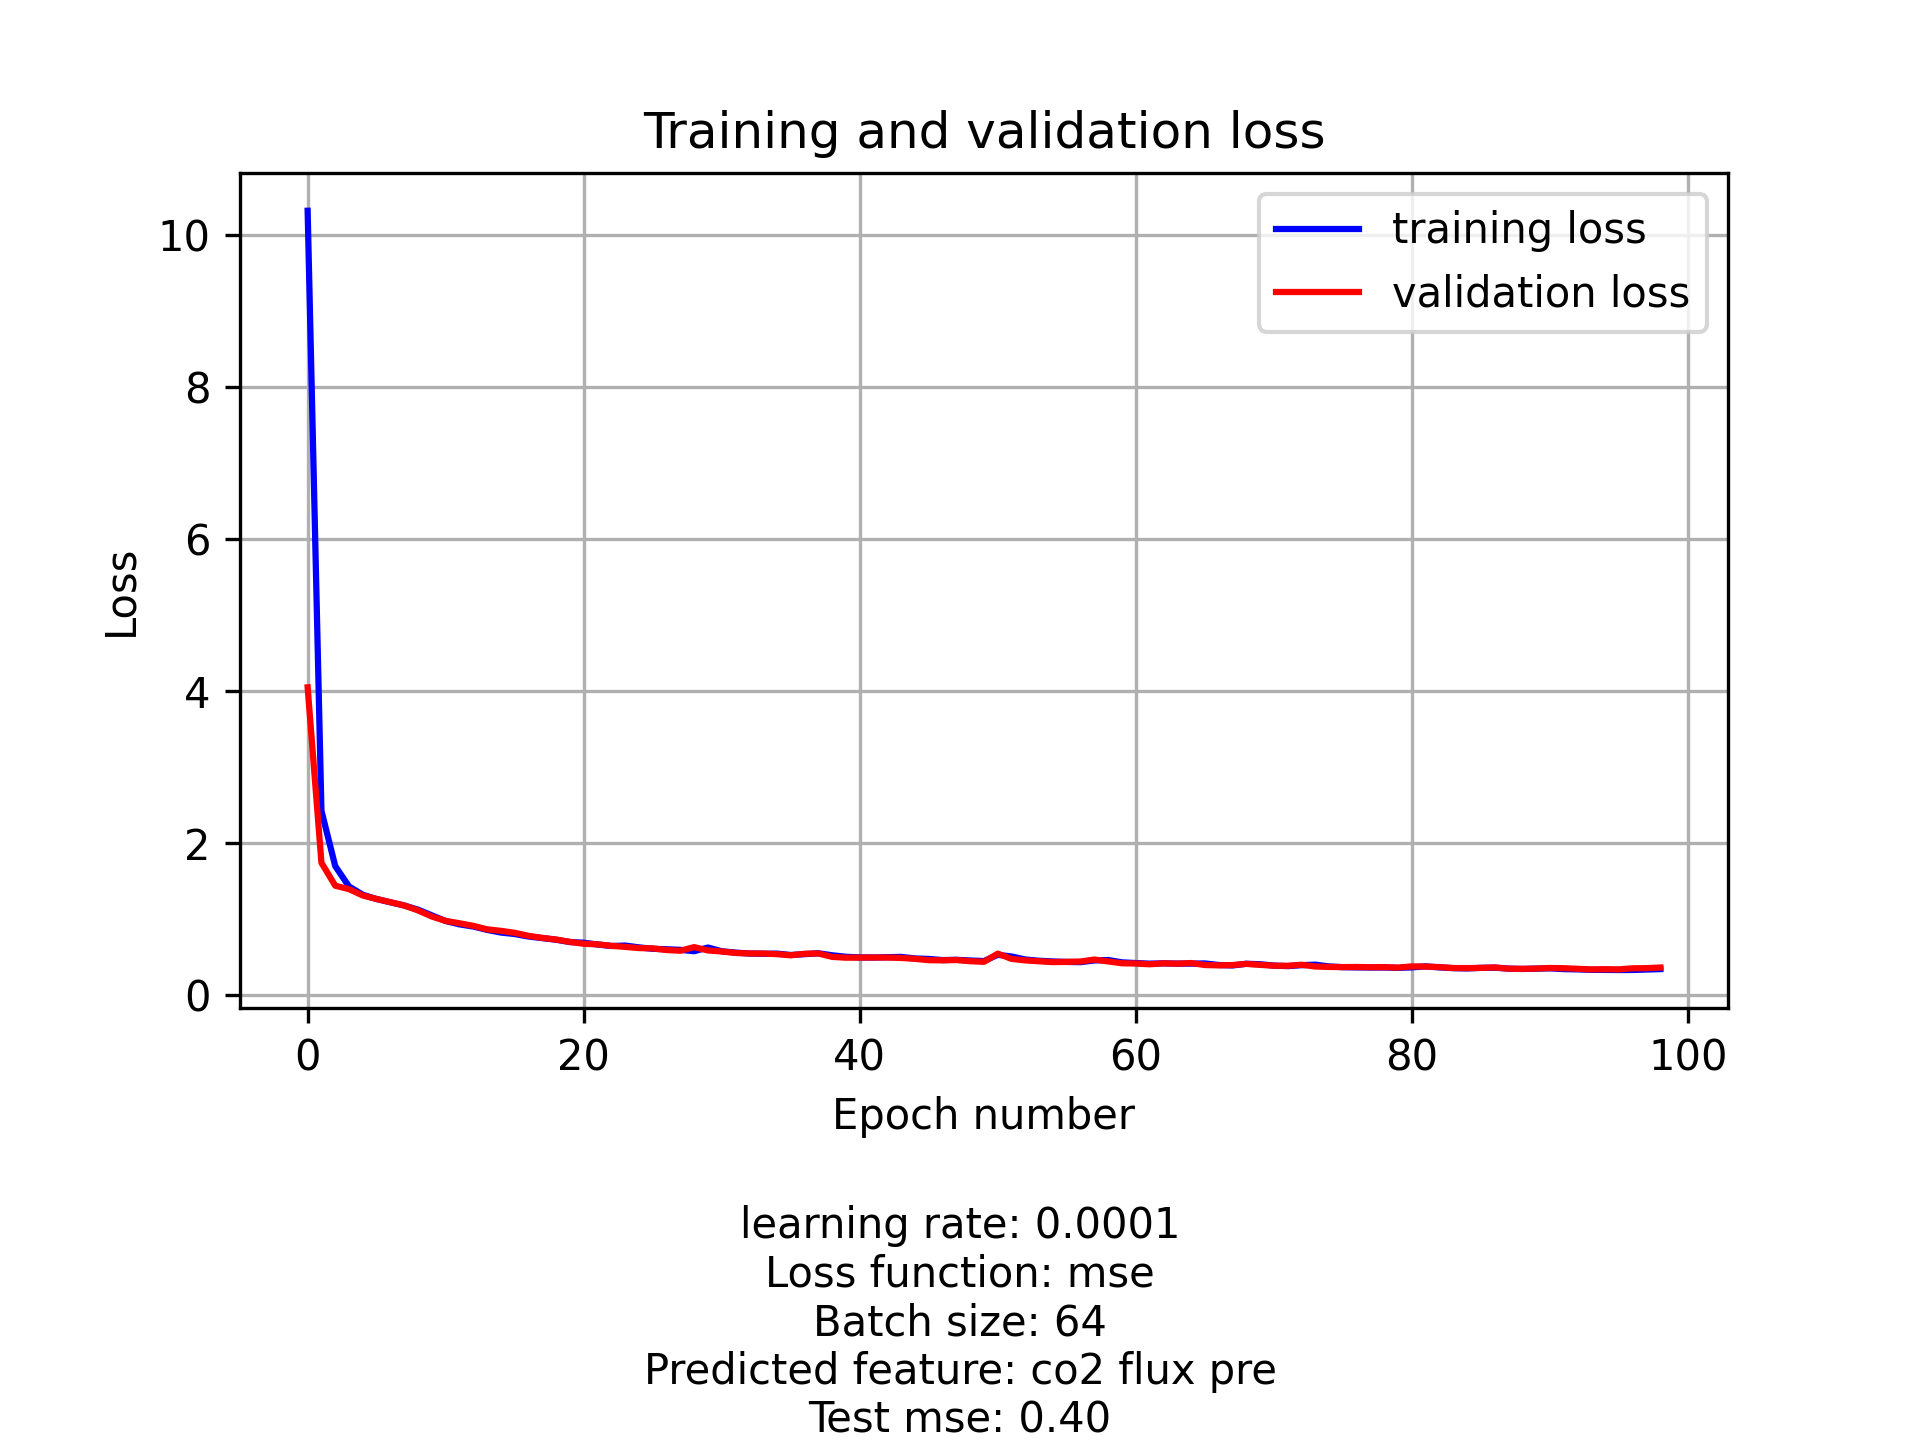 Training and validation loss
training loss
validation loss
10
8
6
4
2
0
Loss
0 20 40 60 80 100
Epoch number
learning rate: 0.0001
Loss function: mse
Batch size: 64
Predicted feature: co2 flux pre
Test mse: 0.40